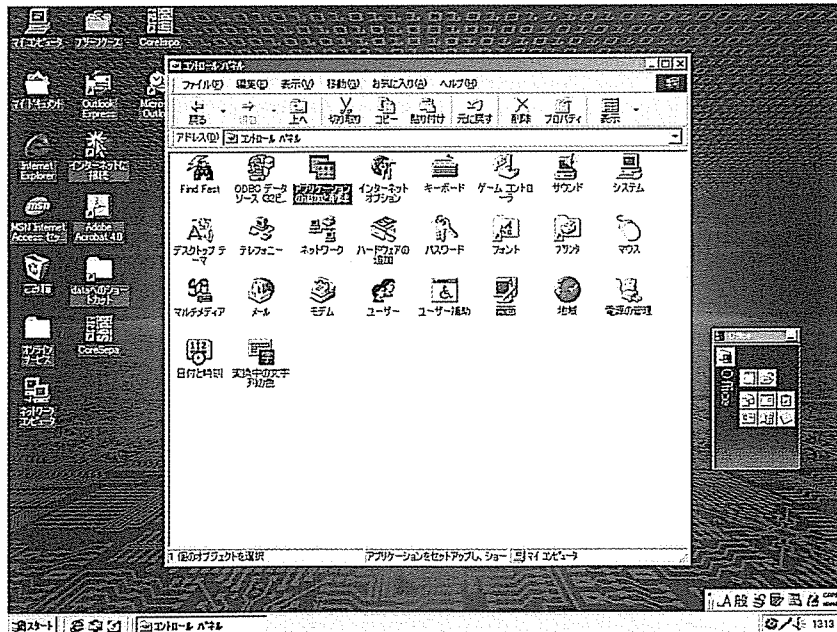 マイ コンピュータ
ブリーフケース
Corelsepa
マイ ドキュメント
Outlook Express
Internet Explorer
インターネットに接続
MSN Internet
Adobe Acrobat 4.0
ごみ箱
dataへのショートカット
オンライン サービス
CoreSepa
ネットワーク コンピュータ
コントロール パネル
ファイル(F) 編集(E) 表示(V) 移動(G) お気に入り(A) ヘルプ(H)
戻る 上へ 切り取り コピー 貼り付け 元に戻す 削除 プロパティ 表示
アドレス(D) コントロール パネル
Find Fast
ODBC データ ソース
アプリケーションの追加と削除
インターネット オプション
キーボード
ゲーム コントローラ
サウンド
システム
デスクトップ テーマ
テレフォニー
ネットワーク
ハードウェアの追加
パスワード
フォント
プリンタ
マウス
マルチメディア
メール
モデム
ユーザー
ユーザー補助
画面
地域
電源の管理
日付と時刻
変換中の文字列の色
1 個のオブジェクトを選択
アプリケーションをセットアップし、ショー
マイ コンピュータ
Office
A般
スタート
コントロール パネル
1313